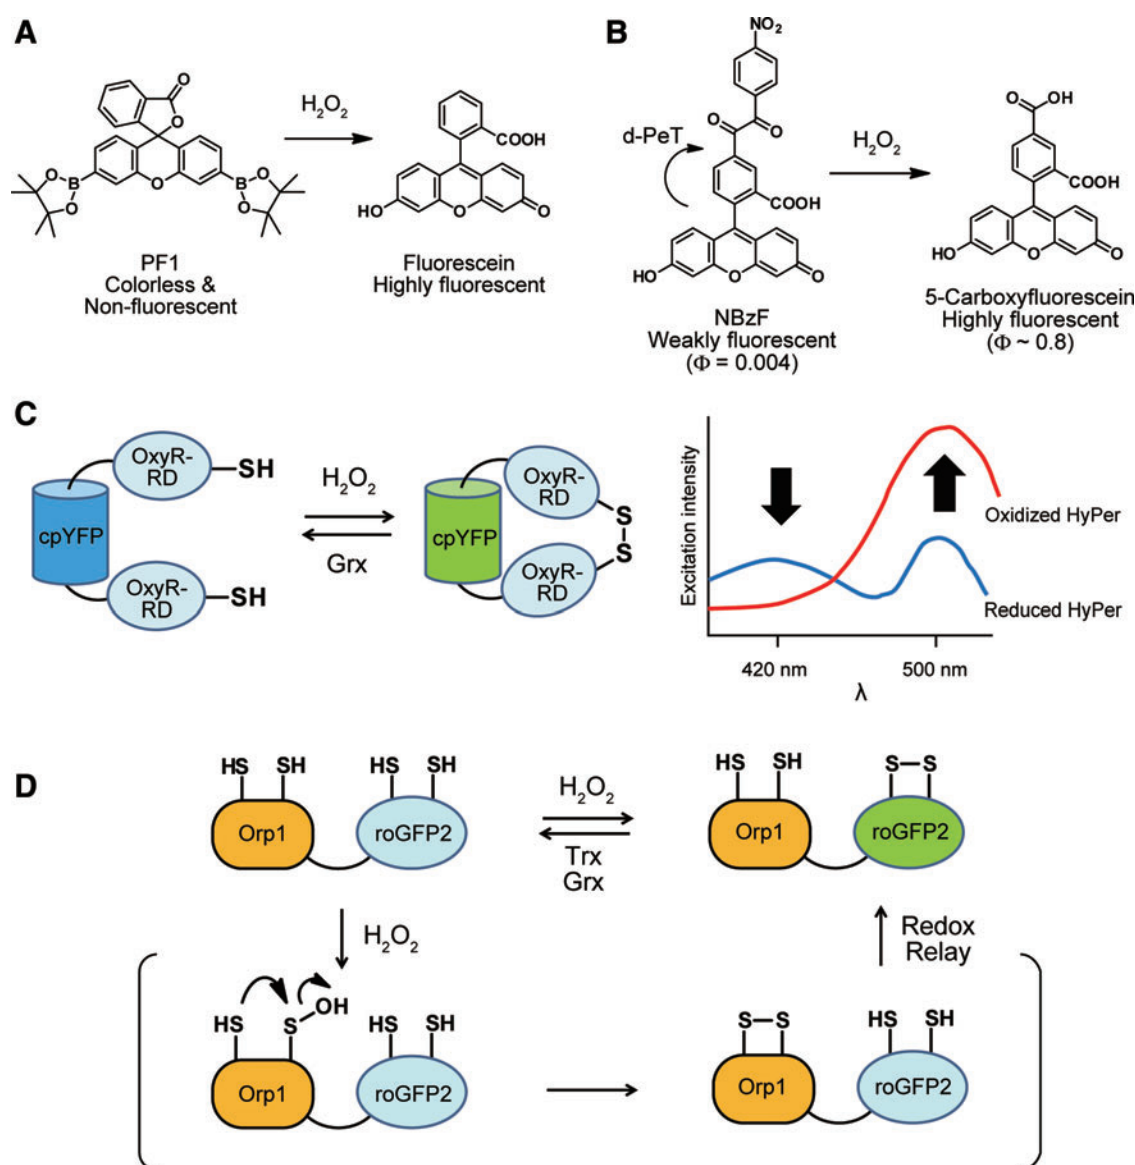 A
O
O
H₂O₂
COOH
O
B
O
O
O
B
O
HO
O
O
PF1
Colorless &
Non-fluorescent
Fluorescein
Highly fluorescent
B
NO₂
O
O
d-PeT
COOH
HO
O
O
NBzF
Weakly fluorescent
(Φ = 0.004)
H₂O₂
O
OH
COOH
HO
O
O
5-Carboxyfluorescein
Highly fluorescent
(Φ ~ 0.8)
C
OxyR-
RD
SH
cpYFP
OxyR-
RD
SH
H₂O₂
Grx
OxyR-
RD
S
cpYFP
S
OxyR-
RD
Excitation intensity
Oxidized HyPer
Reduced HyPer
420 nm
500 nm
λ
D
HS SH
HS SH
Orp1
roGFP2
H₂O₂
Trx
Grx
HS SH
S–S
Orp1
roGFP2
H₂O₂
Redox
Relay
HS
S
OH
HS SH
Orp1
roGFP2
S–S
HS SH
Orp1
roGFP2